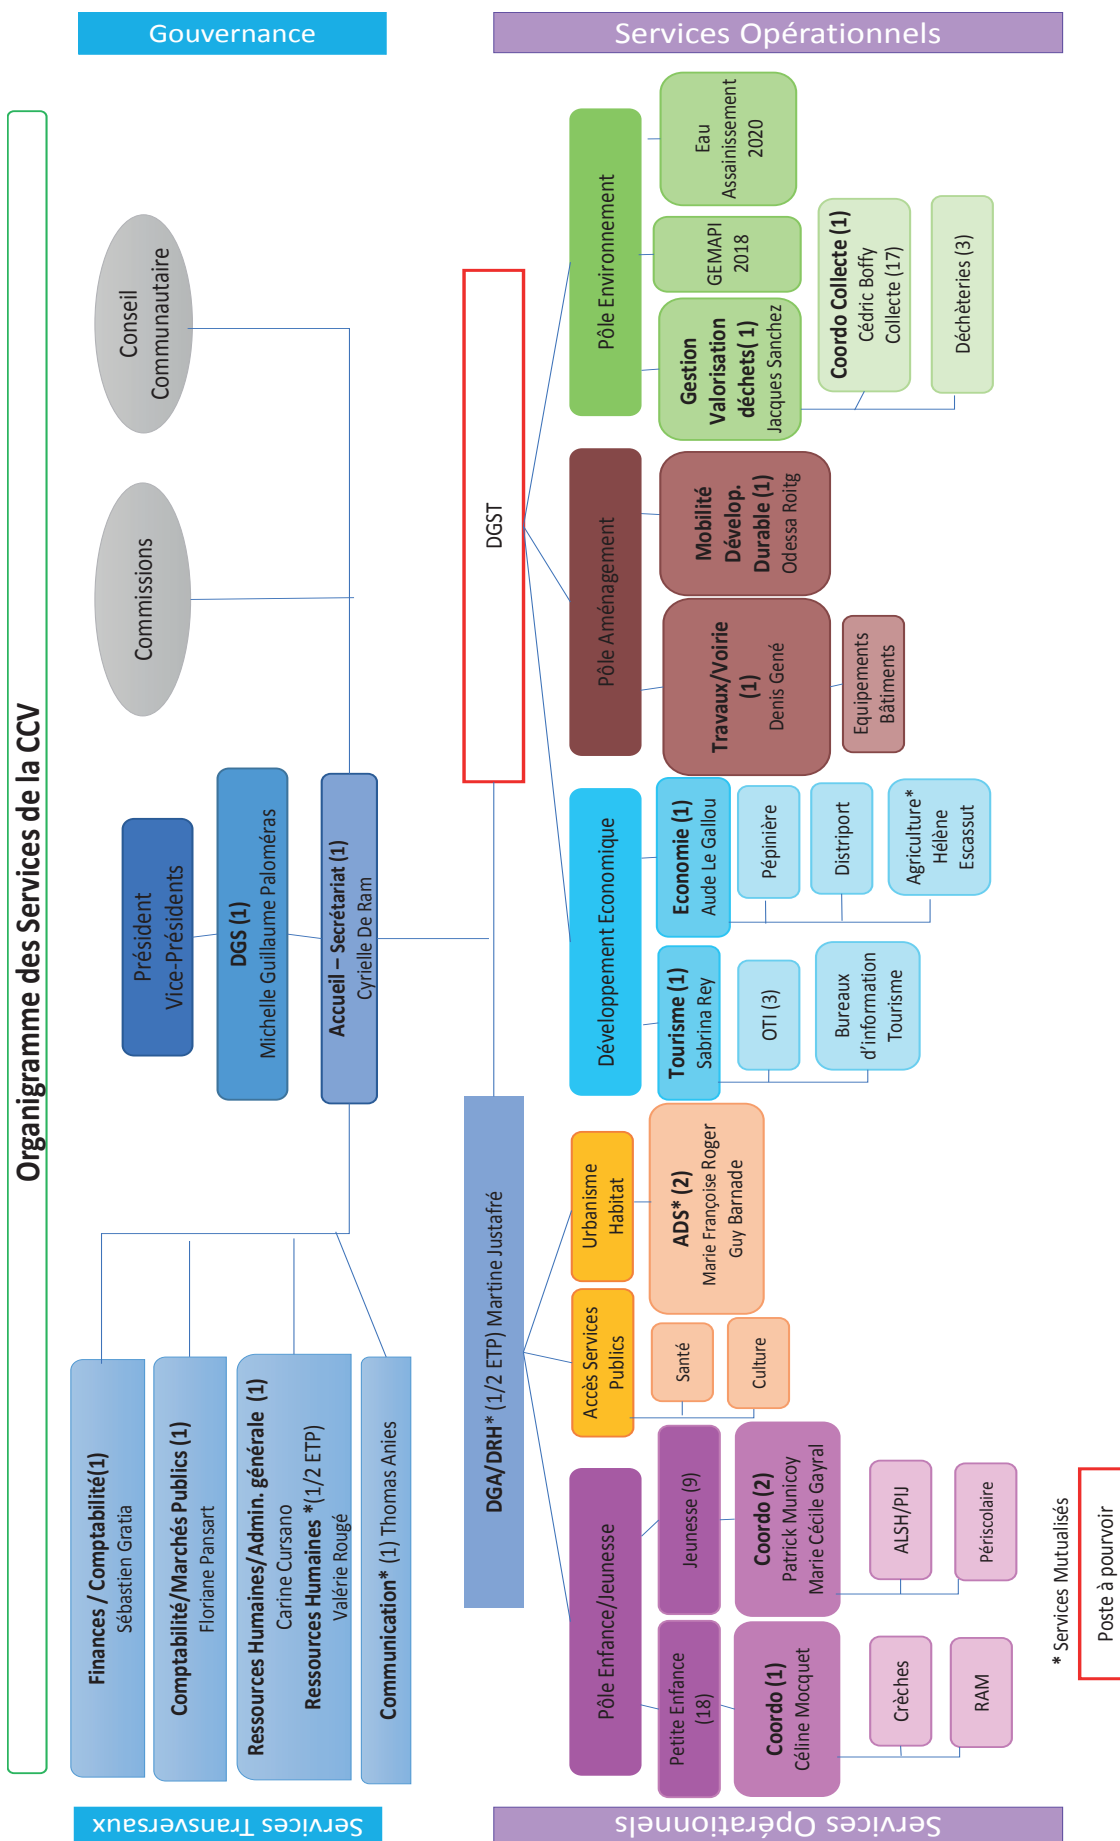 Organigramme des Services de la CCV
Services Transversaux
Gouvernance
Finances / Comptabilité(1)
Sébastien Gratia
Comptabilité/Marchés Publics (1)
Floriane Pansart
Ressources Humaines/Admin. générale (1)
Carine Cursano
Ressources Humaines *(1/2 ETP)
Valérie Rougé
Communication* (1) Thomas Anies
Président
Vice-Présidents
DGS (1)
Michelle Guillaume Paloméras
Accueil – Secrétariat (1)
Cyrielle De Ram
Commissions
Conseil
Communautaire
Services Opérationnels
Services Opérationnels
DGA/DRH* (1/2 ETP) Martine Justafré
DGST
Pôle Enfance/Jeunesse
Petite Enfance
(18)
Coordo (1)
Céline Mocquet
Crèches
RAM
Jeunesse (9)
Coordo (2)
Patrick Municoy
Marie Cécile Gayral
ALSH/PIJ
Périscolaire
Accès Services
Publics
Santé
Culture
Urbanisme
Habitat
ADS* (2)
Marie Françoise Roger
Guy Barnade
Développement Economique
Tourisme (1)
Sabrina Rey
OTI (3)
Bureaux
d’information
Tourisme
Economie (1)
Aude Le Gallou
Pépinière
Distriport
Agriculture*
Hélène
Escassut
Pôle Aménagement
Travaux/Voirie
(1)
Denis Gené
Equipements
Bâtiments
Mobilité
Dévelop.
Durable (1)
Odessa Roitg
Pôle Environnement
Gestion
Valorisation
déchets( 1)
Jacques Sanchez
Coordo Collecte (1)
Cédric Boffy
Collecte (17)
Déchèteries (3)
GEMAPI
2018
Eau
Assainissement
2020
* Services Mutualisés
Poste à pourvoir